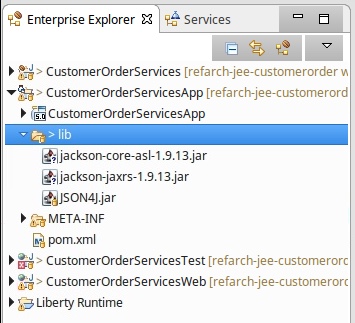 Enterprise Explorer Services
> CustomerOrderServices [refarch-jee-customerorder w
> CustomerOrderServicesApp [refarch-jee-customerord
5.0 CustomerOrderServicesApp
> lib
jackson-core-asl-1.9.13.jar
jackson-jaxrs-1.9.13.jar
JSON4J.jar
META-INF
pom.xml
> CustomerOrderServicesTest [refarch-jee-customerorc
> CustomerOrderServicesWeb [refarch-jee-customerorc
Liberty Runtime